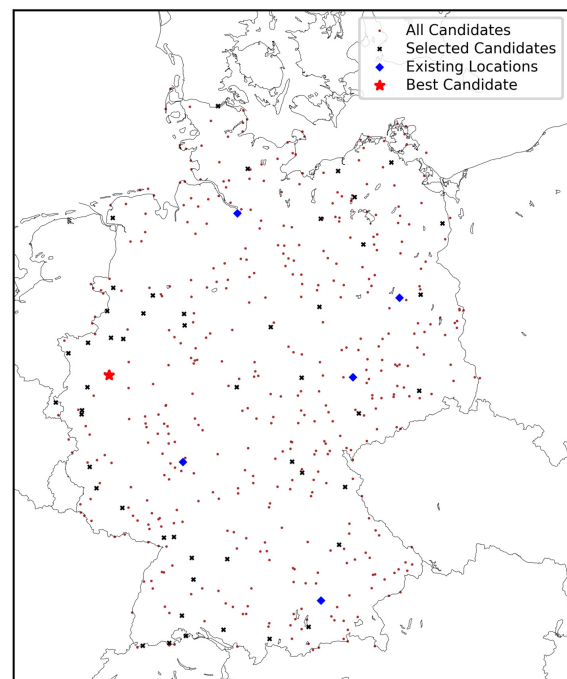 All Candidates
Selected Candidates
Existing Locations
Best Candidate